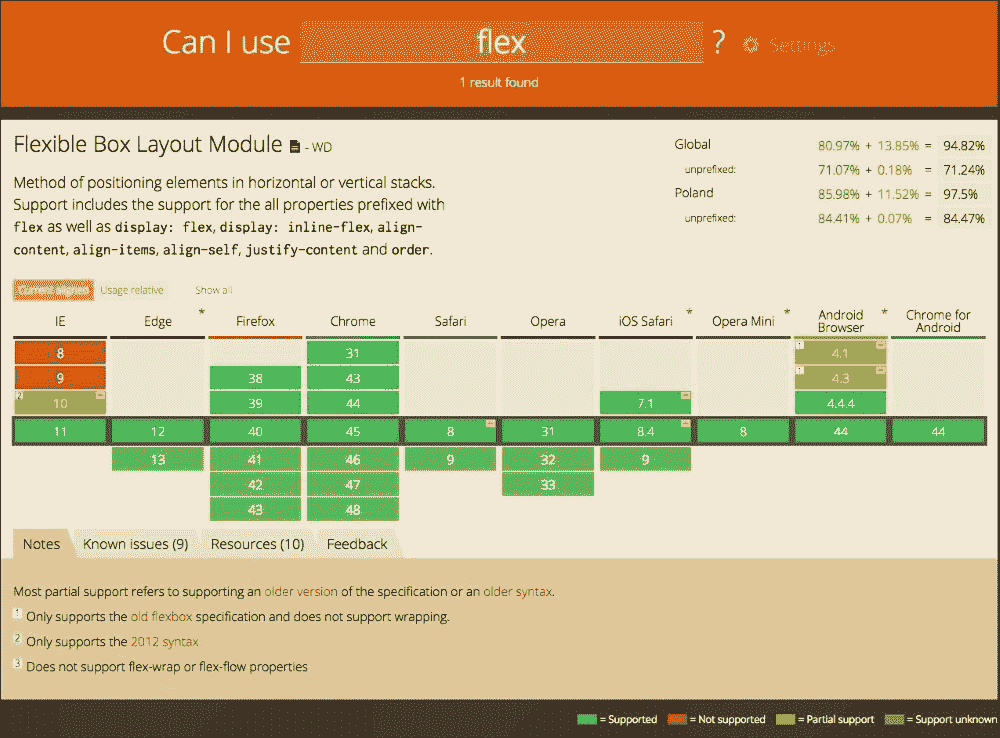 Can I use flex ? Settings
1 result found
Flexible Box Layout Module - WD
Method of positioning elements in horizontal or vertical stacks.
Support includes the support for the all properties prefixed with
flex as well as display: flex, display: inline-flex, align-
content, align-items, align-self, justify-content and order.
Global 80.97% + 13.85% = 94.82%
unprefixed: 71.07% + 0.18% = 71.24%
Poland 85.98% + 11.52% = 97.5%
unprefixed: 84.41% + 0.07% = 84.47%
Current aligned Usage relative Show all
IE Edge * Firefox Chrome Safari Opera iOS Safari * Opera Mini * Android Browser * Chrome for Android
8 31 1 4.1 -
9 38 43 1 4.3 -
2 10 - 39 44 7.1 - 4.4.4
11 12 40 45 8 - 31 8.4 - 8 44 44
13 41 46 9 32 9
42 47 33
43 48
Notes Known issues (9) Resources (10) Feedback
Most partial support refers to supporting an older version of the specification or an older syntax.
1 Only supports the old flexbox specification and does not support wrapping.
2 Only supports the 2012 syntax
3 Does not support flex-wrap or flex-flow properties
= Supported = Not supported = Partial support = Support unknown